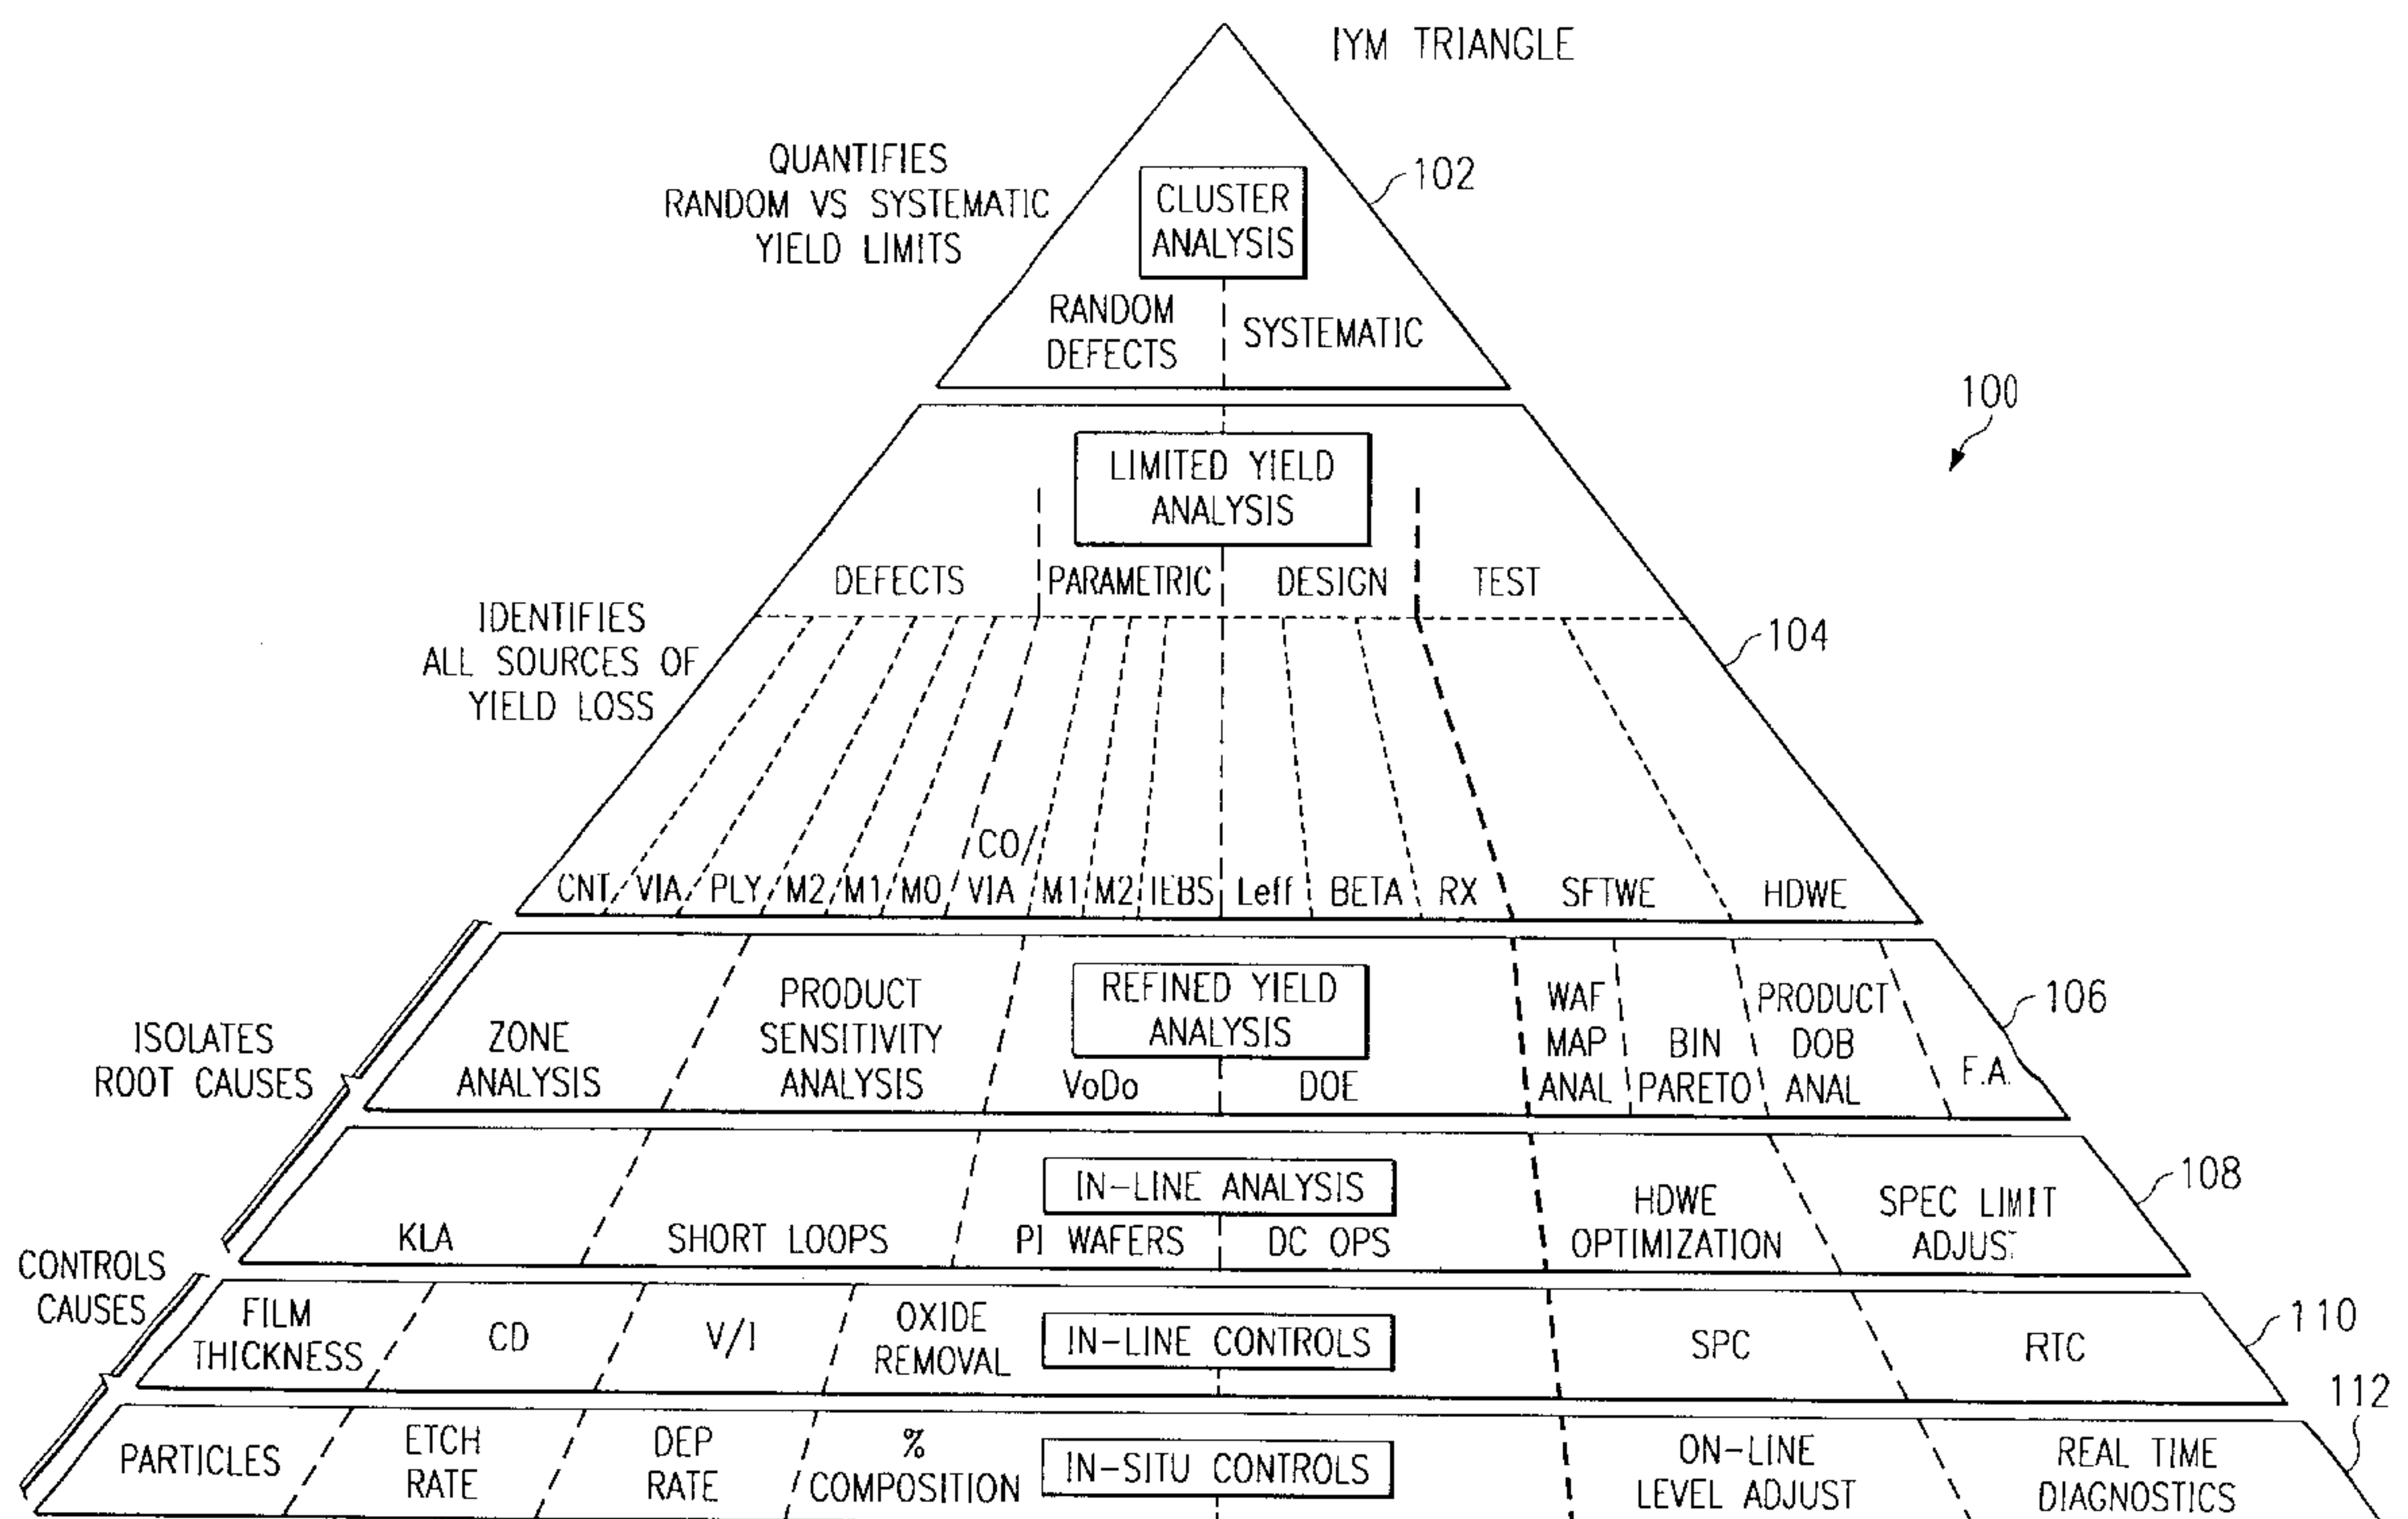 IYM TRIANGLE
QUANTIFIES
RANDOM VS SYSTEMATIC
YIELD LIMITS
CLUSTER
ANALYSIS
102
RANDOM
DEFECTS
SYSTEMATIC
100
LIMITED YIELD
ANALYSIS
DEFECTS
PARAMETRIC
DESIGN
TEST
IDENTIFIES
ALL SOURCES OF
YIELD LOSS
104
CNT
VIA
PLY
M2
M1
M0
CO/
VIA
M1
M2
IEBS
Leff
BETA
RX
SFTWE
HDWE
ISOLATES
ROOT CAUSES
ZONE
ANALYSIS
PRODUCT
SENSITIVITY
ANALYSIS
REFINED YIELD
ANALYSIS
VoDo
DOE
WAF
MAP
ANAL
BIN
PARETO
PRODUCT
DOB
ANAL
F.A.
106
KLA
SHORT LOOPS
IN-LINE ANALYSIS
PI WAFERS
DC OPS
HDWE
OPTIMIZATION
SPEC LIMIT
ADJUST
108
CONTROLS
CAUSES
FILM
THICKNESS
CD
V/I
OXIDE
REMOVAL
IN-LINE CONTROLS
SPC
RTC
110
PARTICLES
ETCH
RATE
DEP
RATE
%
COMPOSITION
IN-SITU CONTROLS
ON-LINE
LEVEL ADJUST
REAL TIME
DIAGNOSTICS
112